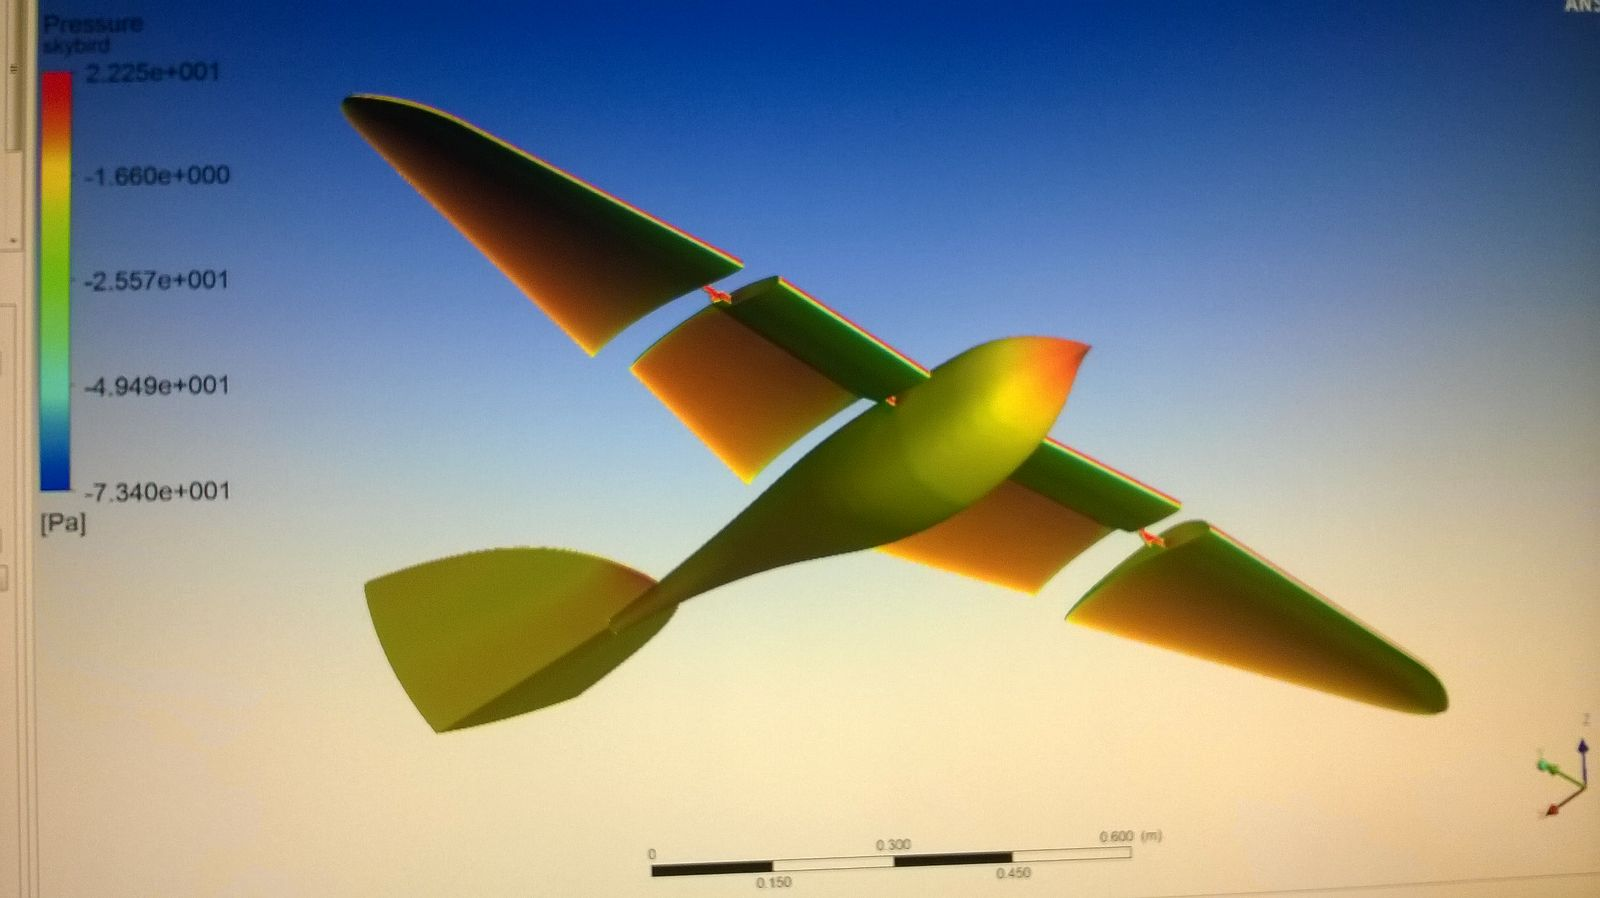 ANS
Pressure
skybird
2.225e+001
-1.660e+000
-2.557e+001
-4.949e+001
-7.340e+001
[Pa]
Z
0 0.300 0.600 (m)
0.150 0.450